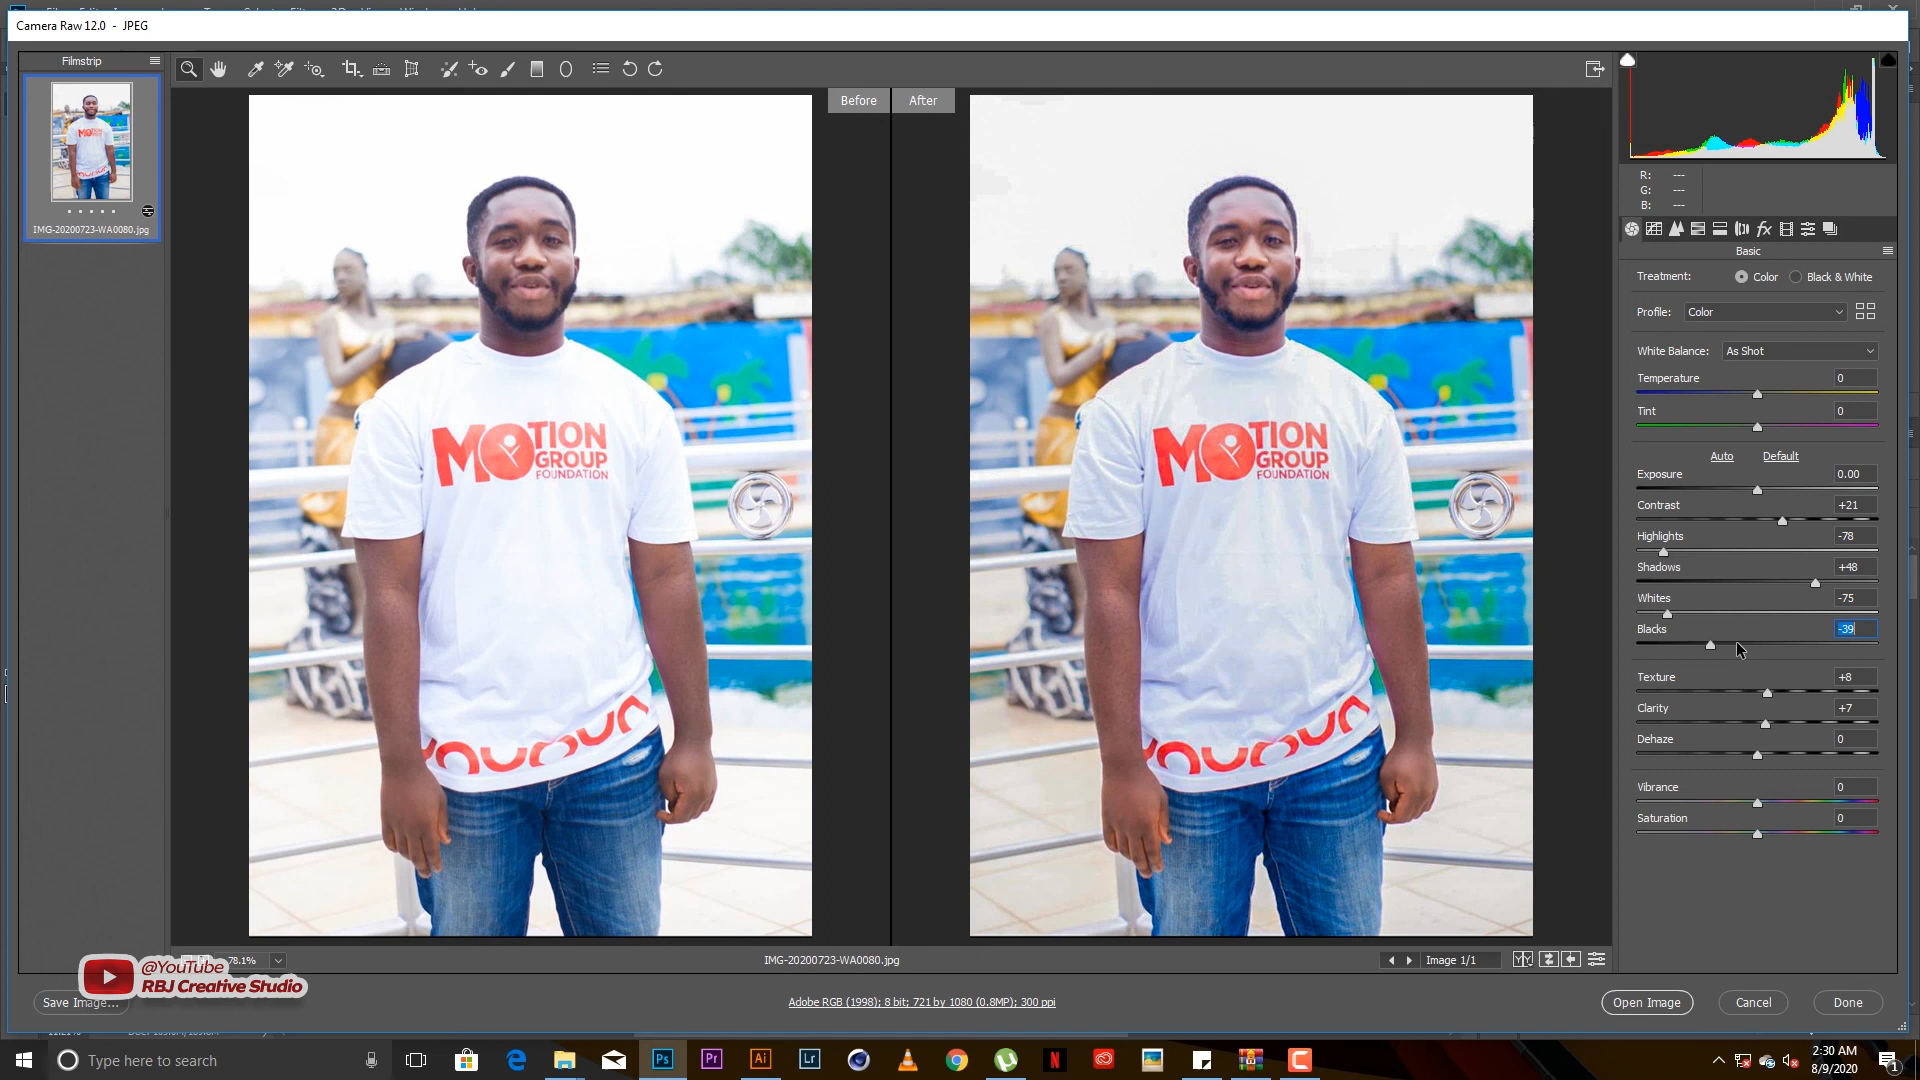 Camera Raw 12.0 - JPEG
Filmstrip
IMG-20200723-WA0080.jpg
Before
After
MOTION
GROUP
FOUNDATION
MOTION
GROUP
FOUNDATION
R: ---
G: ---
B: ---
Basic
Treatment: Color Black & White
Profile: Color
White Balance: As Shot
Temperature 0
Tint 0
Auto Default
Exposure 0.00
Contrast +21
Highlights -78
Shadows +48
Whites -75
Blacks -39
Texture +8
Clarity +7
Dehaze 0
Vibrance 0
Saturation 0
78.1%
IMG-20200723-WA0080.jpg
Image 1/1
@YouTube
RBJ Creative Studio
Save Image...
Adobe RGB (1998); 8 bit; 721 by 1080 (0.8MP); 300 ppi
Open Image
Cancel
Done
Type here to search
Ps
Pr
Ai
Lr
2:30 AM
8/9/2020
1